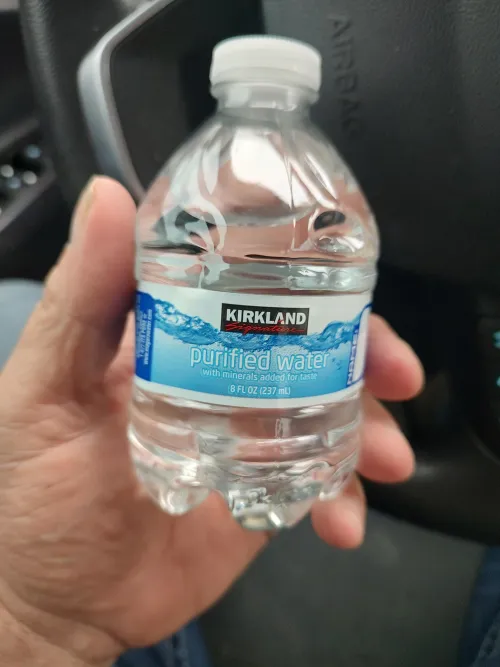 AIRBAG
KIRKLAND
Signature
purified water
with minerals added for taste
8 FL OZ (237 mL)